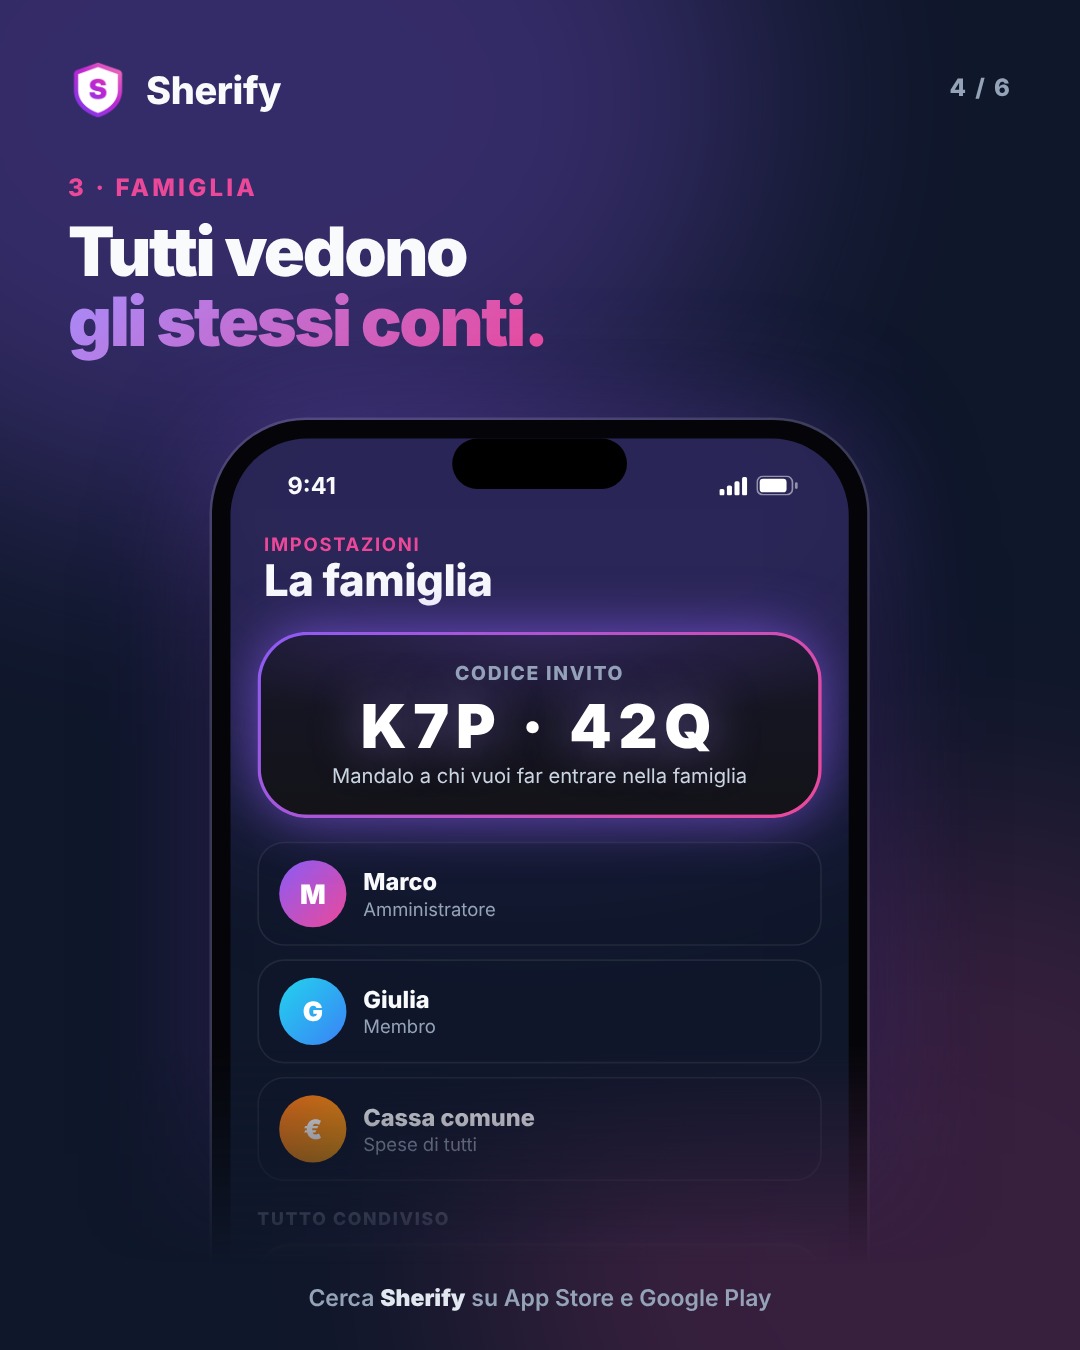 S
Sherify
4 / 6
3 · FAMIGLIA
Tutti vedono
gli stessi conti.
9:41
IMPOSTAZIONI
La famiglia
CODICE INVITO
K7P · 42Q
Mandalo a chi vuoi far entrare nella famiglia
M
Marco
Amministratore
G
Giulia
Membro
€
Cassa comune
Spese di tutti
TUTTO CONDIVISO
Cerca Sherify su App Store e Google Play